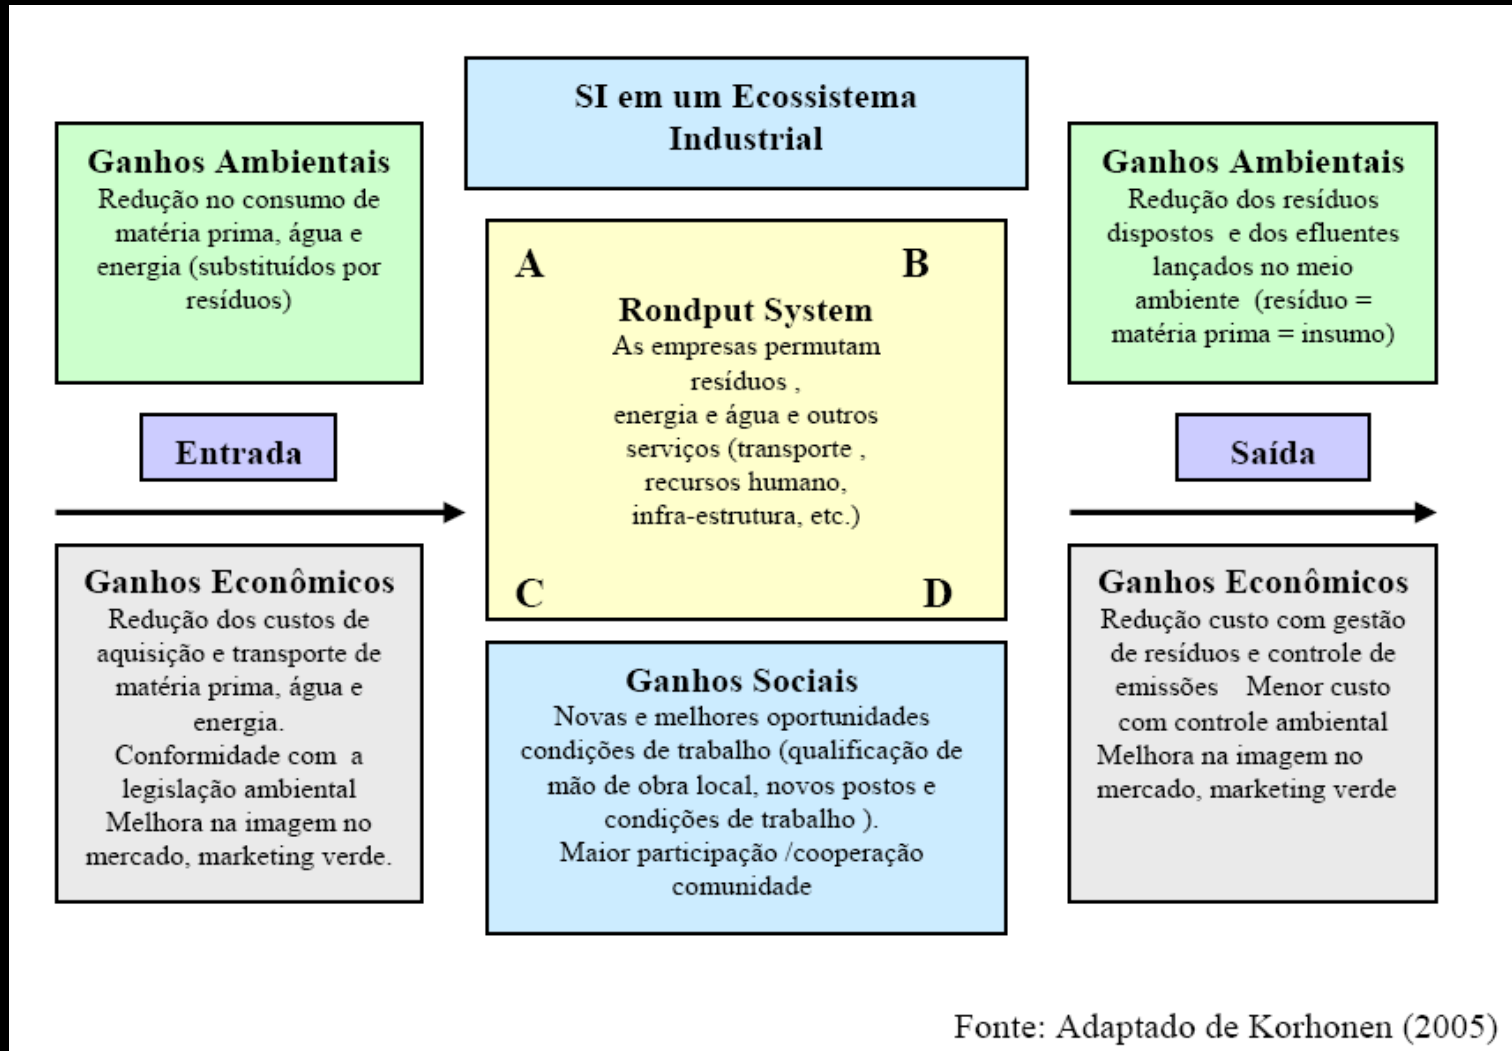 SI em um Ecossistema
Industrial
Ganhos Ambientais
Redução no consumo de
matéria prima, água e
energia (substituídos por
resíduos)
Entrada
Ganhos Econômicos
Redução dos custos de
aquisição e transporte de
matéria prima, água e
energia.
Conformidade com a
legislação ambiental
Melhora na imagem no
mercado, marketing verde.
A B
Rondput System
As empresas permutam
resíduos ,
energia e água e outros
serviços (transporte ,
recursos humano,
infra-estrutura, etc.)
C D
Ganhos Sociais
Novas e melhores oportunidades
condições de trabalho (qualificação de
mão de obra local, novos postos e
condições de trabalho ).
Maior participação /cooperação
comunidade
Ganhos Ambientais
Redução dos resíduos
dispostos e dos efluentes
lançados no meio
ambiente (resíduo =
matéria prima = insumo)
Saída
Ganhos Econômicos
Redução custo com gestão
de resíduos e controle de
emissões Menor custo
com controle ambiental
Melhora na imagem no
mercado, marketing verde
Fonte: Adaptado de Korhonen (2005)